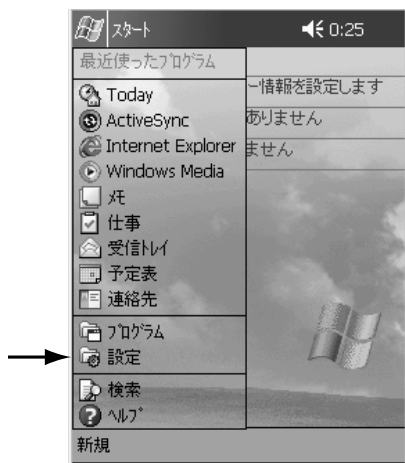 スタート 0:25
最近使ったプログラム
Today
ー情報を設定します
ActiveSync
ありません
Internet Explorer
ません
Windows Media
メモ
仕事
受信トレイ
予定表
連絡先
プログラム
設定
検索
ヘルプ
新規